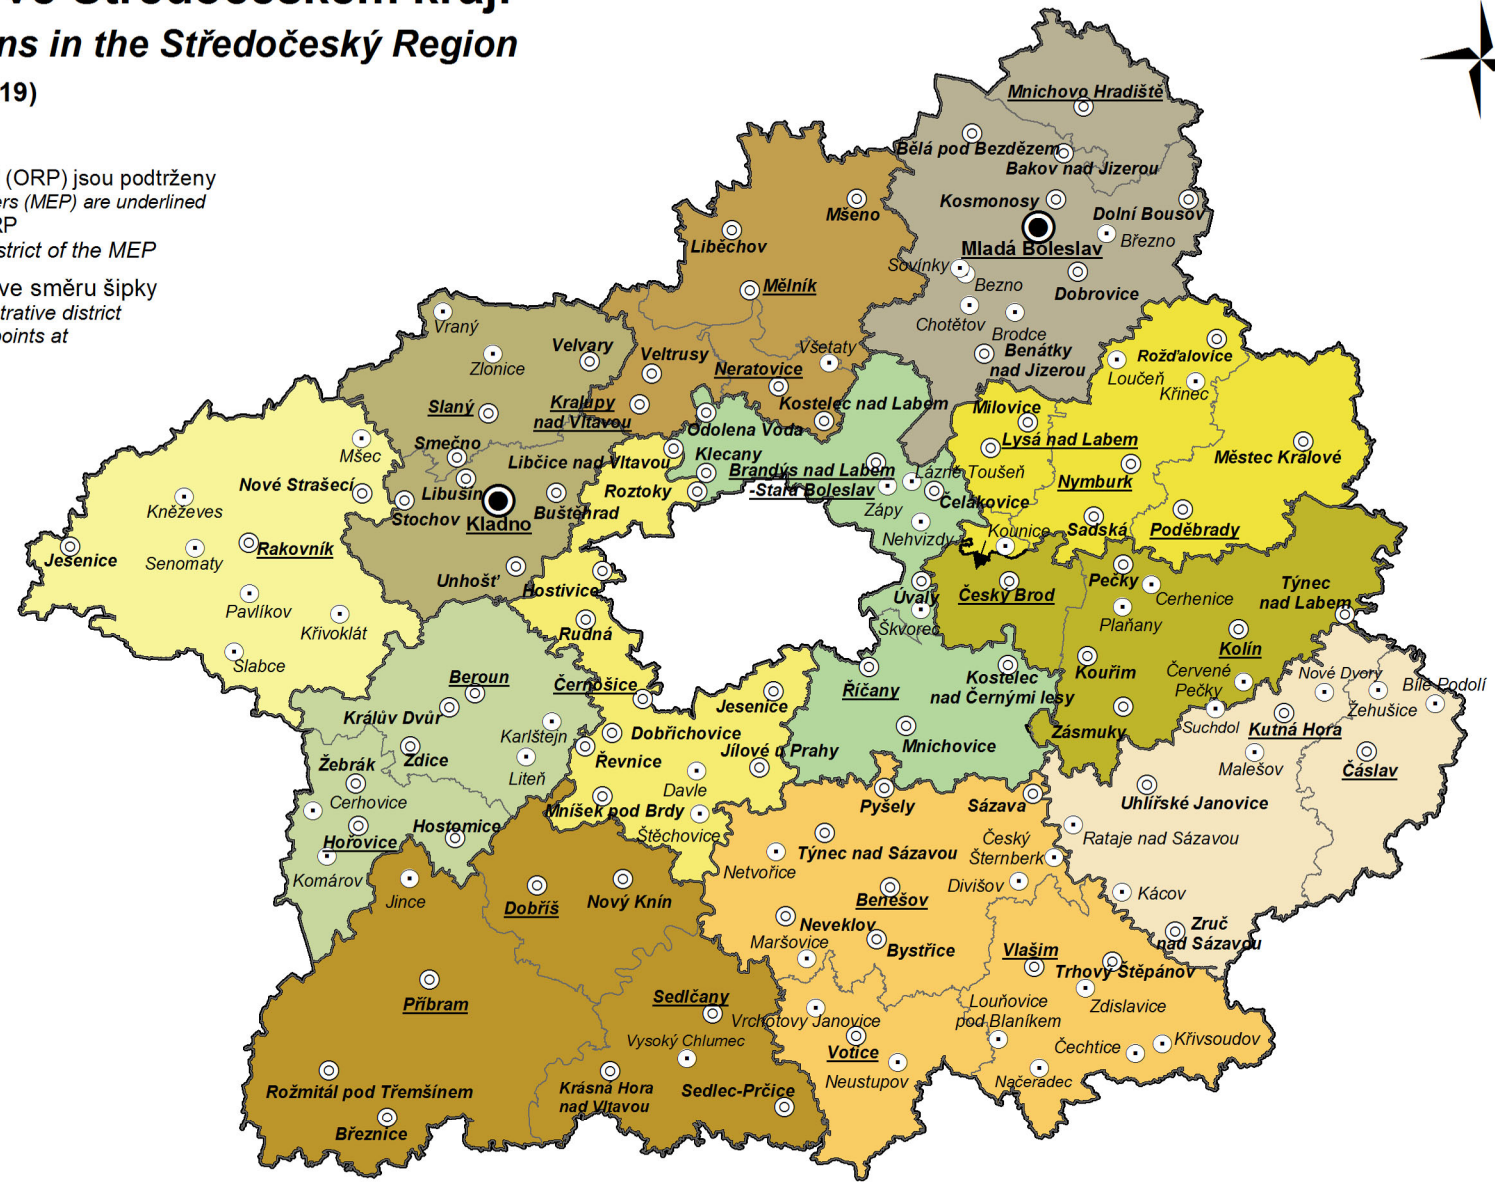 ns in the Středočeský Region
19)
(ORP) jsou podtrženy
ers (MEP) are underlined
RP
strict of the MEP
ve směru šipky
trative district
points at
Mnichovo Hradiště
Bělá pod Bezdězem
Bakov nad Jizerou
Kosmonosy
Dolní Bousov
Mladá Boleslav
Březno
Sovínky
Bezno
Dobrovice
Chotětov
Brodce
Benátky
nad Jizerou
Mšeno
Liběchov
Mělník
Všetaty
Veltrusy
Neratovice
Kralupy
nad Vltavou
Kostelec nad Labem
Vraný
Zlonice
Velvary
Slaný
Smečno
Libušín
Libčice nad Vltavou
Stochov
Kladno
Buštěhrad
Unhošť
Mšec
Nové Strašecí
Kněževes
Senomaty
Rakovník
Jesenice
Pavlíkov
Křivoklát
Slabce
Odolena Voda
Klecany
Roztoky
Brandýs nad Labem
-Stará Boleslav
Lázně Toušeň
Zápy
Čelákovice
Nehvizdy
Rožďalovice
Loučeň
Křinec
Milovice
Lysá nad Labem
Městec Králové
Nymburk
Sadská
Poděbrady
Kounice
Úvaly
Škvorec
Český Brod
Pečky
Cerhenice
Plaňany
Týnec
nad Labem
Kolín
Kouřim
Červené
Pečky
Zásmuky
Hostivice
Rudná
Černošice
Beroun
Králův Dvůr
Karlštejn
Zdice
Liteň
Žebrák
Cerhovice
Hořovice
Hostomice
Komárov
Dobřichovice
Řevnice
Jesenice
Jílové u Prahy
Davle
Mníšek pod Brdy
Štěchovice
Říčany
Kostelec
nad Černými lesy
Mnichovice
Nové Dvory
Bílé Podolí
Žehušice
Suchdol
Kutná Hora
Malešov
Čáslav
Uhlířské Janovice
Rataje nad Sázavou
Kácov
Zruč
nad Sázavou
Pyšely
Sázava
Týnec nad Sázavou
Český
Šternberk
Netvořice
Divišov
Benešov
Neveklov
Maršovice
Bystřice
Vlašim
Trhový Štěpánov
Zdislavice
Louňovice
pod Blaníkem
Vrchotovy Janovice
Votice
Neustupov
Čechtice
Křivsoudov
Načeradec
Jince
Dobříš
Nový Knín
Příbram
Sedlčany
Vysoký Chlumec
Rožmitál pod Třemšínem
Krásná Hora
nad Vltavou
Sedlec-Prčice
Březnice